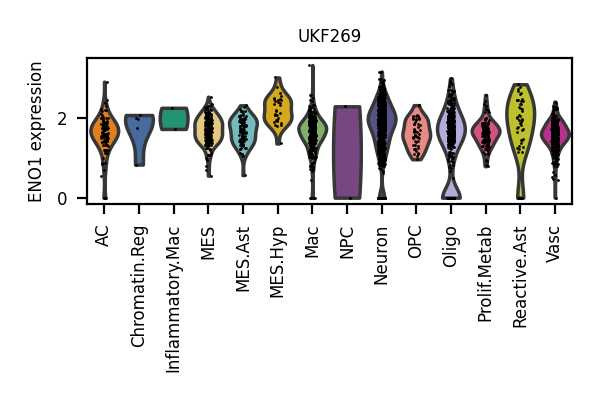 UKF269
ENO1 expression
2
0
AC
Chromatin.Reg
Inflammatory.Mac
MES
MES.Ast
MES.Hyp
Mac
NPC
Neuron
OPC
Oligo
Prolif.Metab
Reactive.Ast
Vasc